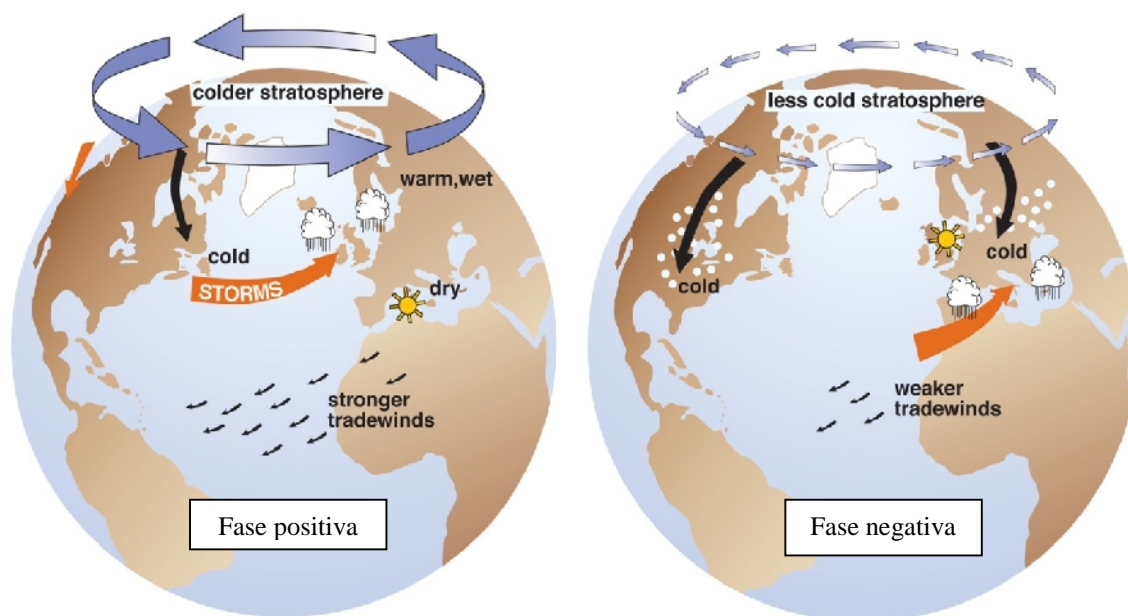 colder stratosphere
warm,wet
cold
STORMS
dry
stronger
tradewinds
Fase positiva
less cold stratosphere
cold
cold
weaker
tradewinds
Fase negativa